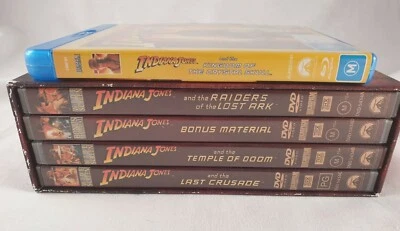 INDIANA JONES
and the
KINGDOM OF
THE CRYSTAL SKULL
M
INDIANA JONES and the RAIDERS
of the LOST ARK
DVD
M
INDIANA JONES BONUS MATERIAL
DVD
INDIANA JONES and the
TEMPLE OF DOOM
DVD
M
INDIANA JONES and the
LAST CRUSADE
DVD
PG